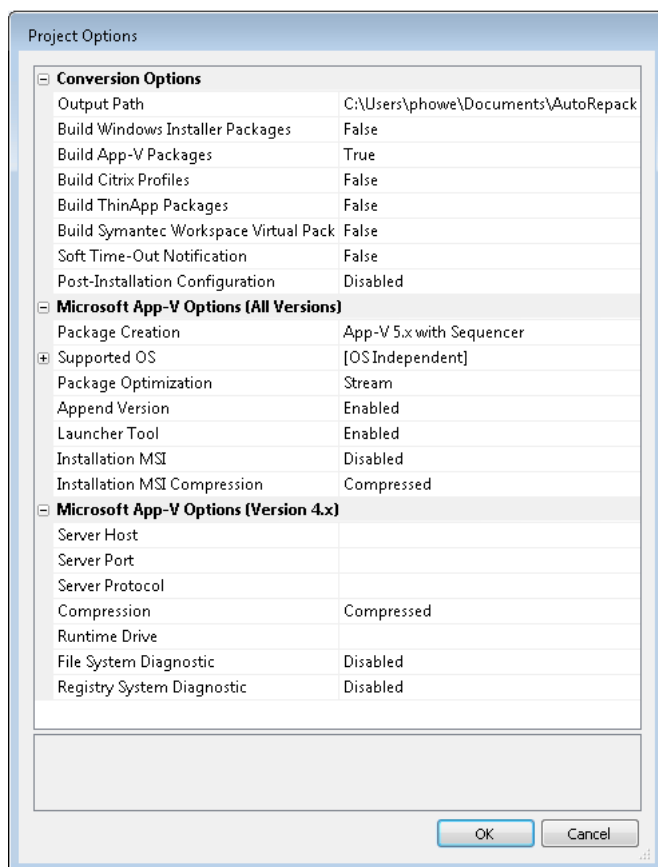 Project Options
Conversion Options
Output Path C:\Users\phowe\Documents\AutoRepack
Build Windows Installer Packages False
Build App-V Packages True
Build Citrix Profiles False
Build ThinApp Packages False
Build Symantec Workspace Virtual Pack False
Soft Time-Out Notification False
Post-Installation Configuration Disabled
Microsoft App-V Options (All Versions)
Package Creation App-V 5.x with Sequencer
Supported OS [OS Independent]
Package Optimization Stream
Append Version Enabled
Launcher Tool Enabled
Installation MSI Disabled
Installation MSI Compression Compressed
Microsoft App-V Options (Version 4.x)
Server Host
Server Port
Server Protocol
Compression Compressed
Runtime Drive
File System Diagnostic Disabled
Registry System Diagnostic Disabled
OK Cancel